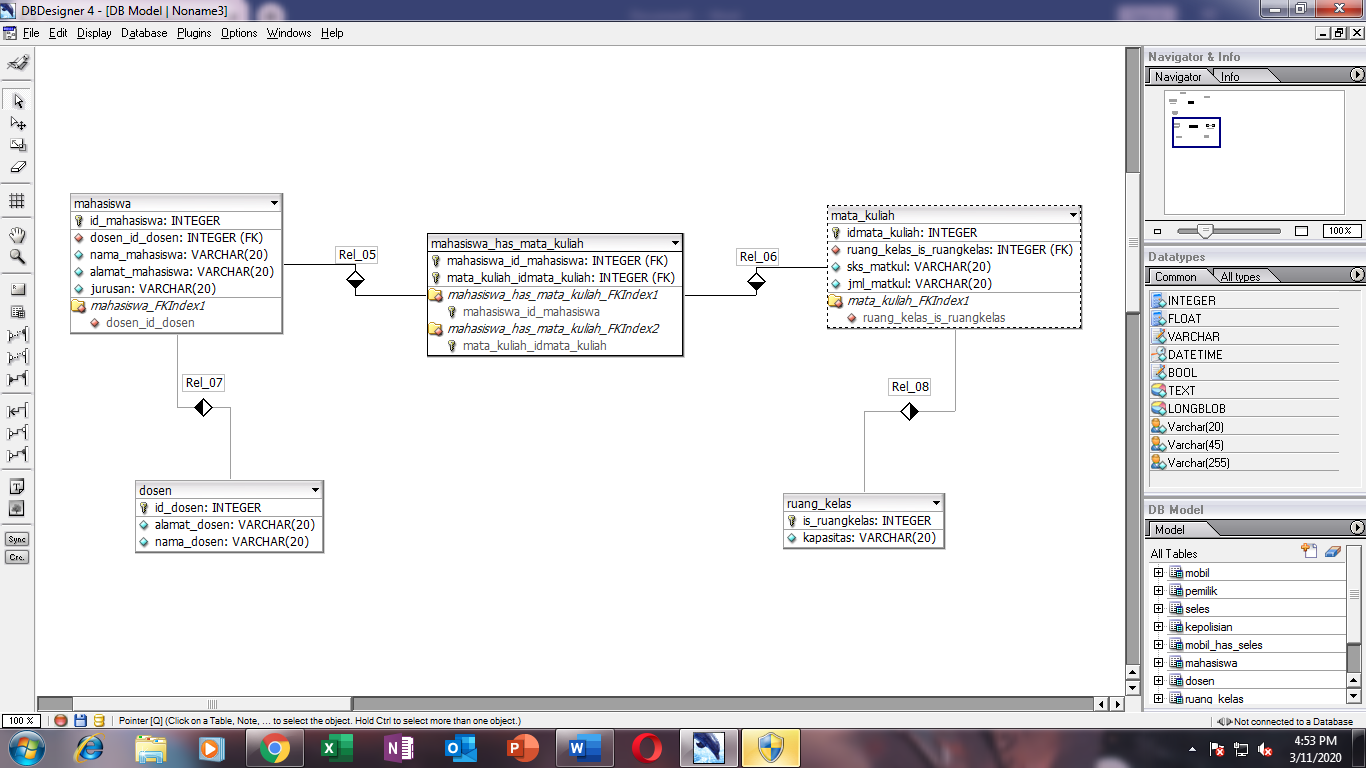 DBDesigner 4 - [DB Model | Noname3]
File Edit Display Database Plugins Options Windows Help
mahasiswa
id_mahasiswa: INTEGER
dosen_id_dosen: INTEGER (FK)
nama_mahasiswa: VARCHAR(20)
alamat_mahasiswa: VARCHAR(20)
jurusan: VARCHAR(20)
mahasiswa_FKIndex1
dosen_id_dosen
Rel_05
mahasiswa_has_mata_kuliah
mahasiswa_id_mahasiswa: INTEGER (FK)
mata_kuliah_idmata_kuliah: INTEGER (FK)
mahasiswa_has_mata_kuliah_FKIndex1
mahasiswa_id_mahasiswa
mahasiswa_has_mata_kuliah_FKIndex2
mata_kuliah_idmata_kuliah
Rel_06
mata_kuliah
idmata_kuliah: INTEGER
ruang_kelas_is_ruangkelas: INTEGER (FK)
sks_matkul: VARCHAR(20)
jml_matkul: VARCHAR(20)
mata_kuliah_FKIndex1
ruang_kelas_is_ruangkelas
Rel_07
Rel_08
dosen
id_dosen: INTEGER
alamat_dosen: VARCHAR(20)
nama_dosen: VARCHAR(20)
ruang_kelas
is_ruangkelas: INTEGER
kapasitas: VARCHAR(20)
Navigator & Info
Navigator Info
100%
Datatypes
Common All types
INTEGER
FLOAT
VARCHAR
DATETIME
BOOL
TEXT
LONGBLOB
Varchar(20)
Varchar(45)
Varchar(255)
DB Model
Model
All Tables
mobil
pemilik
seles
kepolisian
mobil_has_seles
mahasiswa
dosen
ruang_kelas
Sync
Crc.
100 %
Pointer [Q] (Click on a Table, Note, ... to select the object. Hold Ctrl to select more than one object.)
Not connected to a Database
4:53 PM
3/11/2020